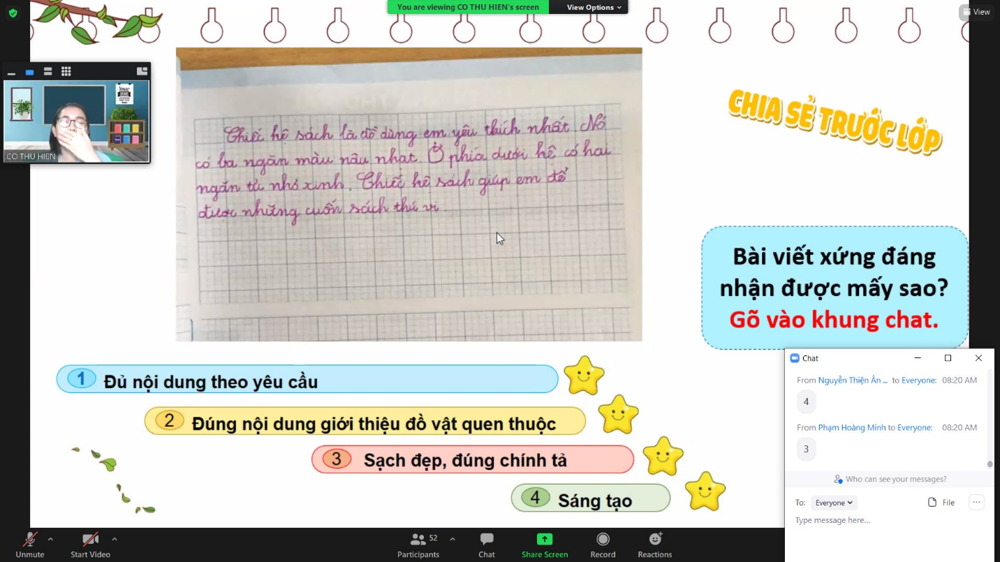 You are viewing CO THU HIEN's screen
View Options
View
CO THU HIEN
Chiếc kệ sách là đồ dùng em yêu thích nhất. Nó
có ba ngăn màu nâu nhạt. Ở phía dưới kệ có hai
ngăn tủ nhỏ xinh. Chiếc kệ sách giúp em để
được những cuốn sách thú vị.
CHIA SẺ TRƯỚC LỚP
Bài viết xứng đáng
nhận được mấy sao?
Gõ vào khung chat.
1 Đủ nội dung theo yêu cầu
2 Đúng nội dung giới thiệu đồ vật quen thuộc
3 Sạch đẹp, đúng chính tả
4 Sáng tạo
Chat
From Nguyễn Thiện Ân ... to Everyone: 08:20 AM
4
From Phạm Hoàng Minh to Everyone: 08:20 AM
3
Who can see your messages?
To: Everyone File
Type message here...
Unmute
Start Video
Participants 52
Chat
Share Screen
Record
Reactions